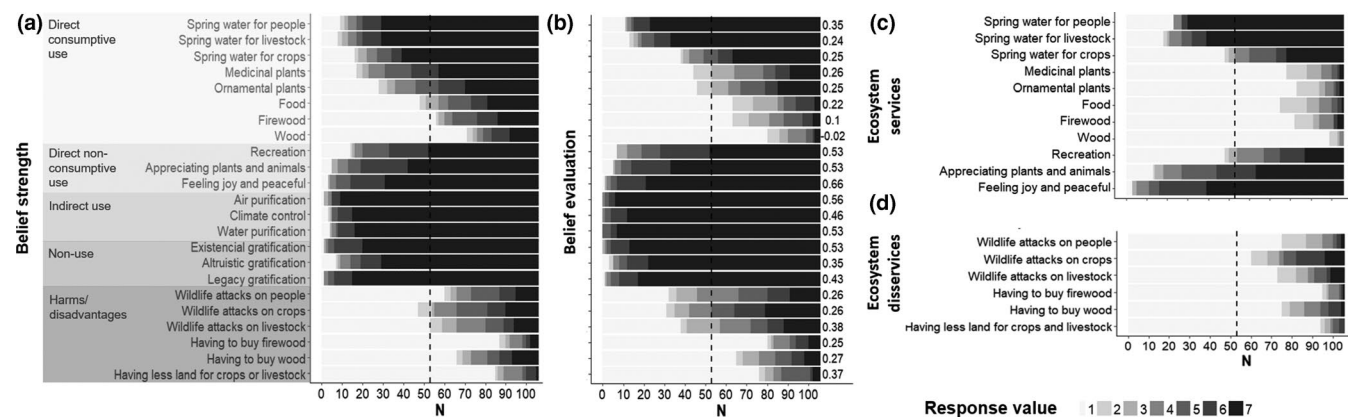 (a)
Direct
consumptive
use
Spring water for people
Spring water for livestock
Spring water for crops
Medicinal plants
Ornamental plants
Food
Firewood
Wood
Direct non-
consumptive
use
Recreation
Appreciating plants and animals
Feeling joy and peaceful
Indirect use
Air purification
Climate control
Water purification
Non-use
Existencial gratification
Altruistic gratification
Legacy gratification
Harms/
disadvantages
Wildlife attacks on people
Wildlife attacks on crops
Wildlife attacks on livestock
Having to buy firewood
Having to buy wood
Having less land for crops or livestock
Belief strength
0 10 20 30 40 50 60 70 80 90 100
N
(b)
Belief evaluation
0.35
0.24
0.25
0.26
0.25
0.22
0.1
-0.02
0.53
0.53
0.66
0.56
0.46
0.53
0.53
0.35
0.43
0.26
0.26
0.38
0.25
0.27
0.37
0 10 20 30 40 50 60 70 80 90 100
N
(c)
Ecosystem
services
Spring water for people
Spring water for livestock
Spring water for crops
Medicinal plants
Ornamental plants
Food
Firewood
Wood
Recreation
Appreciating plants and animals
Feeling joy and peaceful
(d)
Ecosystem
disservices
Wildlife attacks on people
Wildlife attacks on crops
Wildlife attacks on livestock
Having to buy firewood
Having to buy wood
Having less land for crops and livestock
0 10 20 30 40 50 60 70 80 90 100
N
Response value 1 2 3 4 5 6 7